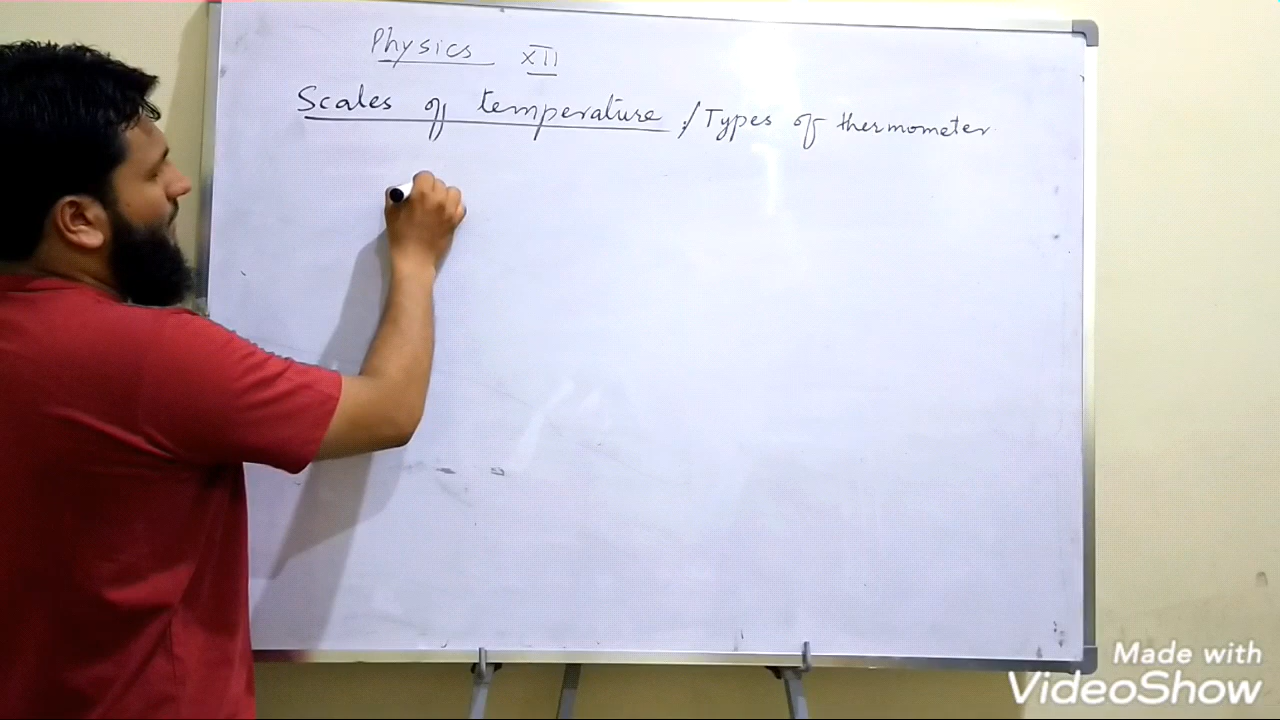 Physics XII
Scales of temperature / Types of thermometer
Made with
VideoShow